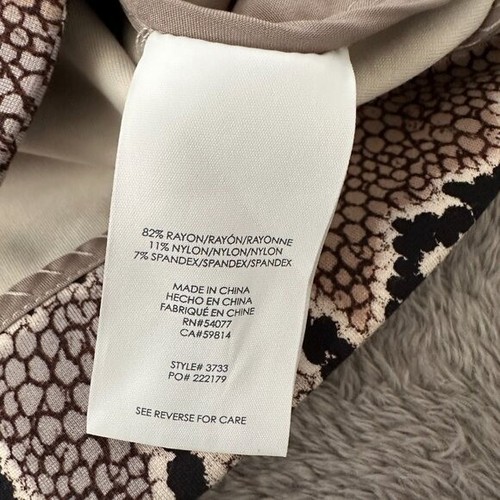 82% RAYON/RAYÓN/RAYONNE
11% NYLON/NYLON/NYLON
7% SPANDEX/SPANDEX/SPANDEX
MADE IN CHINA
HECHO EN CHINA
FABRIQUÉ EN CHINE
RN#54077
CA#59814
STYLE# 3733
PO# 222179
SEE REVERSE FOR CARE